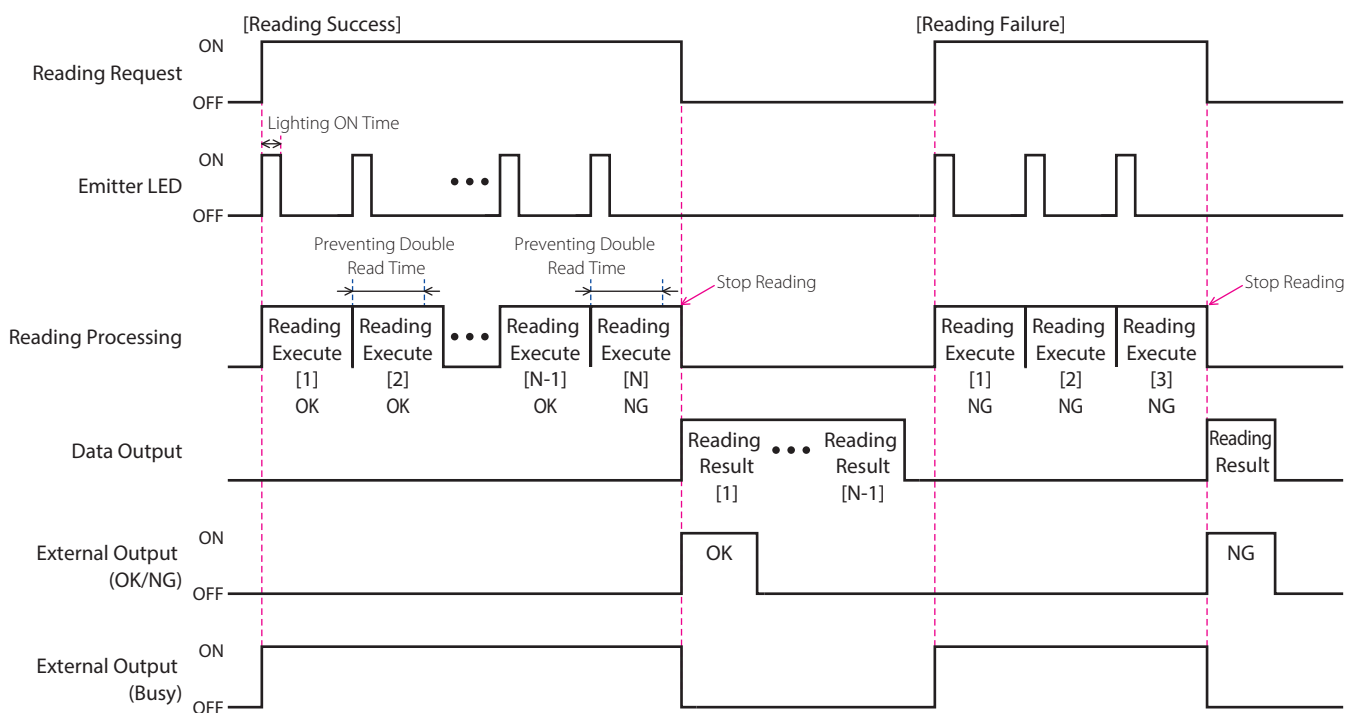 [Reading Success]
[Reading Failure]
ON
Reading Request
OFF
Lighting ON Time
ON
Emitter LED
•••
OFF
Preventing Double
Read Time
Preventing Double
Read Time
Stop Reading
Stop Reading
Reading Processing
Reading
Execute
[1]
OK
Reading
Execute
[2]
OK
•••
Reading
Execute
[N-1]
OK
Reading
Execute
[N]
NG
Reading
Execute
[1]
NG
Reading
Execute
[2]
NG
Reading
Execute
[3]
NG
Data Output
Reading
Result
[1]
•••
Reading
Result
[N-1]
Reading
Result
ON
External Output
(OK/NG)
OFF
OK
NG
ON
External Output
(Busy)
OFF